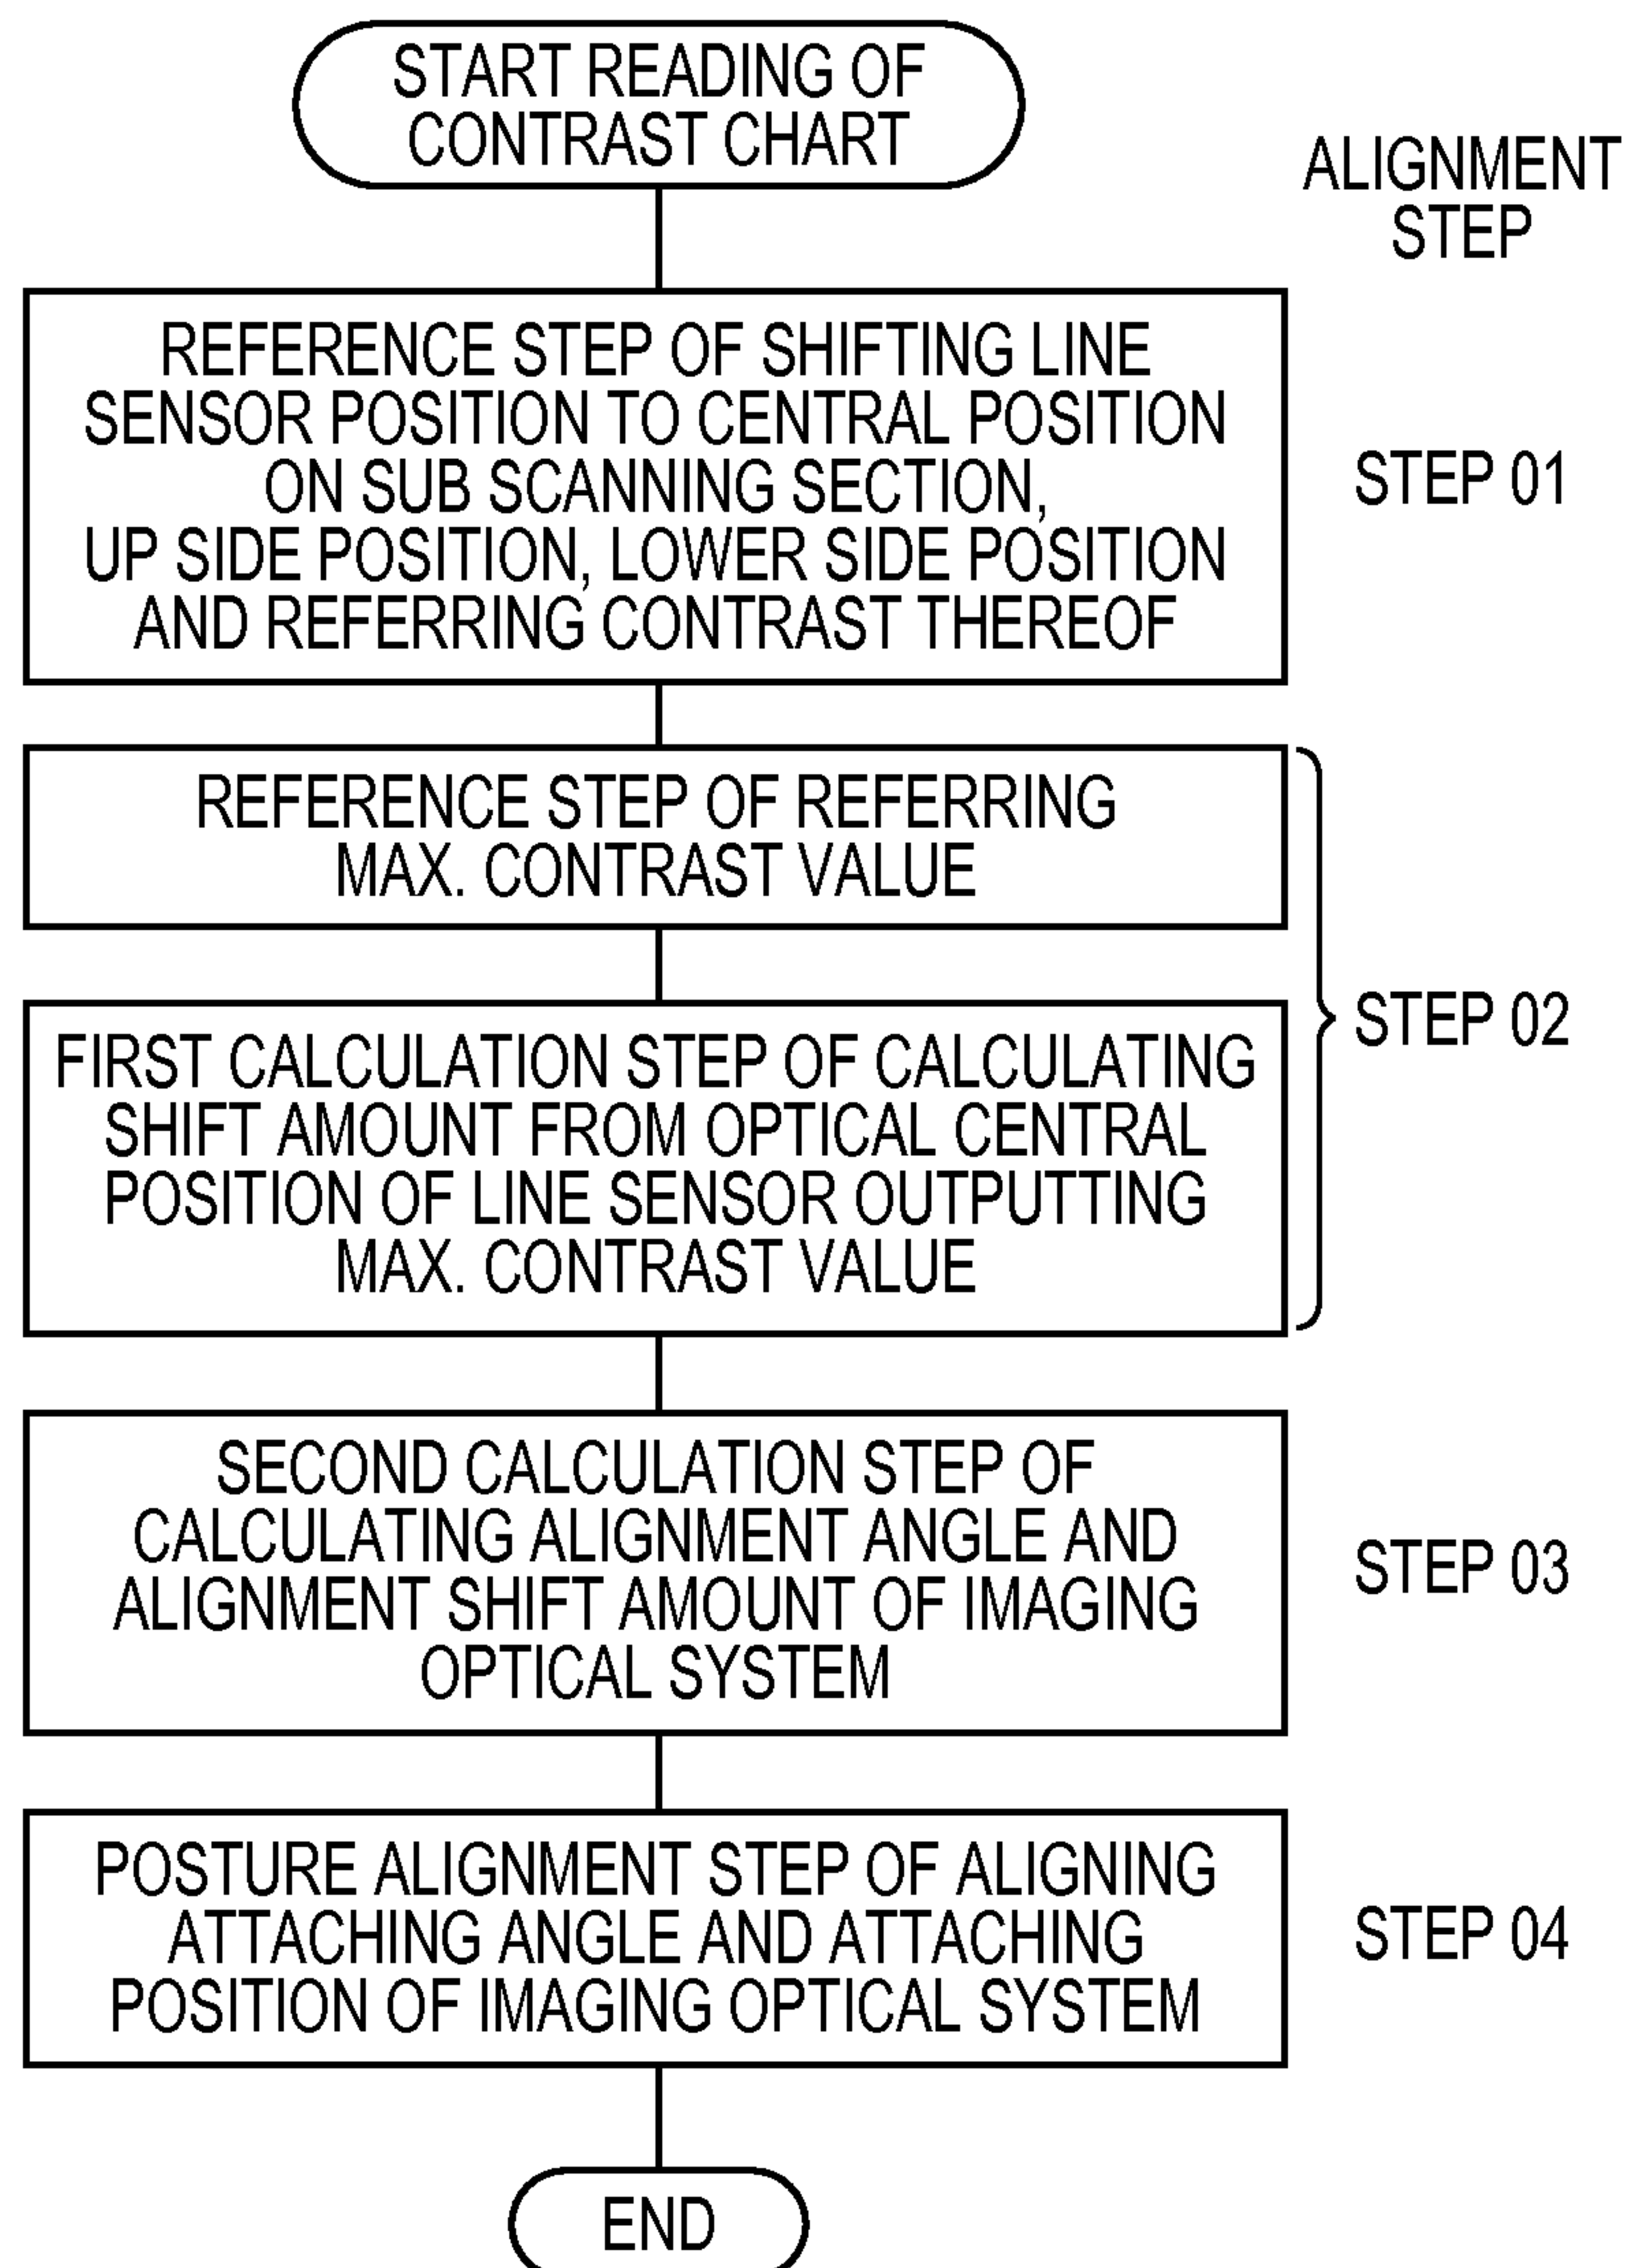 START READING OF
CONTRAST CHART
ALIGNMENT
STEP
REFERENCE STEP OF SHIFTING LINE
SENSOR POSITION TO CENTRAL POSITION
ON SUB SCANNING SECTION,
UP SIDE POSITION, LOWER SIDE POSITION
AND REFERRING CONTRAST THEREOF
STEP 01
REFERENCE STEP OF REFERRING
MAX. CONTRAST VALUE
FIRST CALCULATION STEP OF CALCULATING
SHIFT AMOUNT FROM OPTICAL CENTRAL
POSITION OF LINE SENSOR OUTPUTTING
MAX. CONTRAST VALUE
STEP 02
SECOND CALCULATION STEP OF
CALCULATING ALIGNMENT ANGLE AND
ALIGNMENT SHIFT AMOUNT OF IMAGING
OPTICAL SYSTEM
STEP 03
POSTURE ALIGNMENT STEP OF ALIGNING
ATTACHING ANGLE AND ATTACHING
POSITION OF IMAGING OPTICAL SYSTEM
STEP 04
END